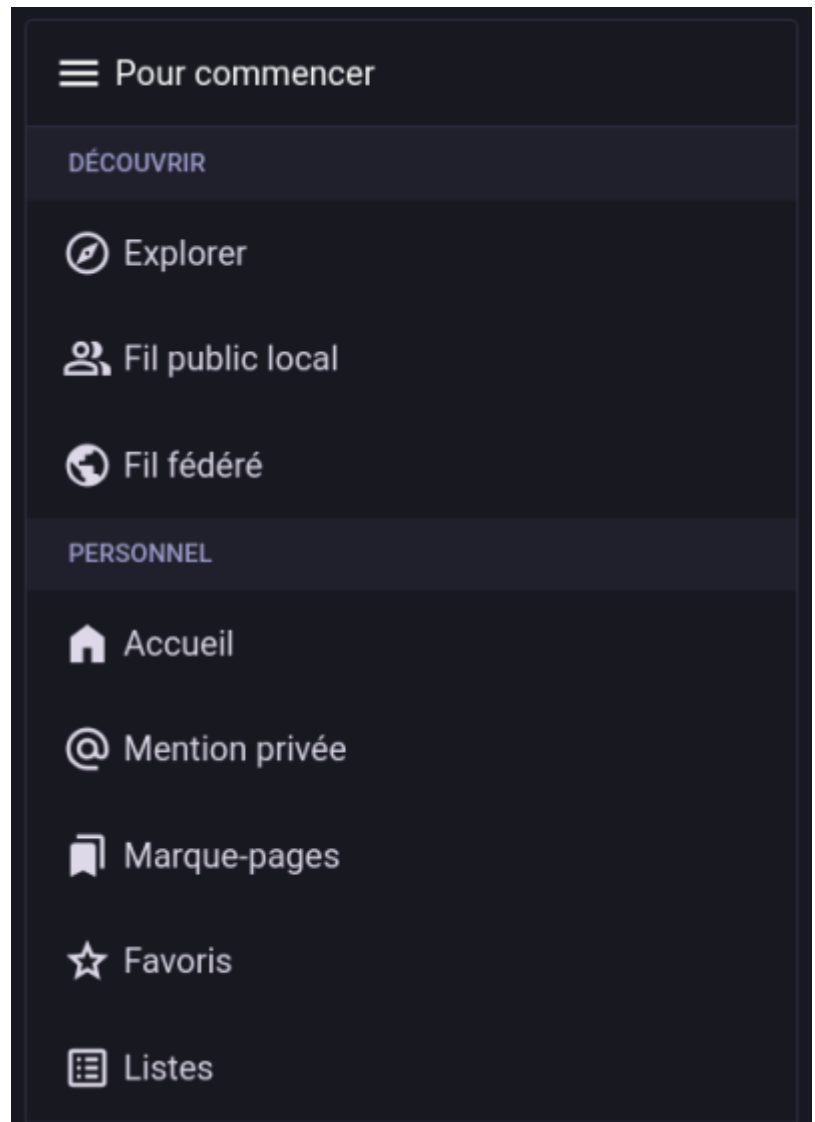 Pour commencer
DÉCOUVRIR
Explorer
Fil public local
Fil fédéré
PERSONNEL
Accueil
Mention privée
Marque-pages
Favoris
Listes